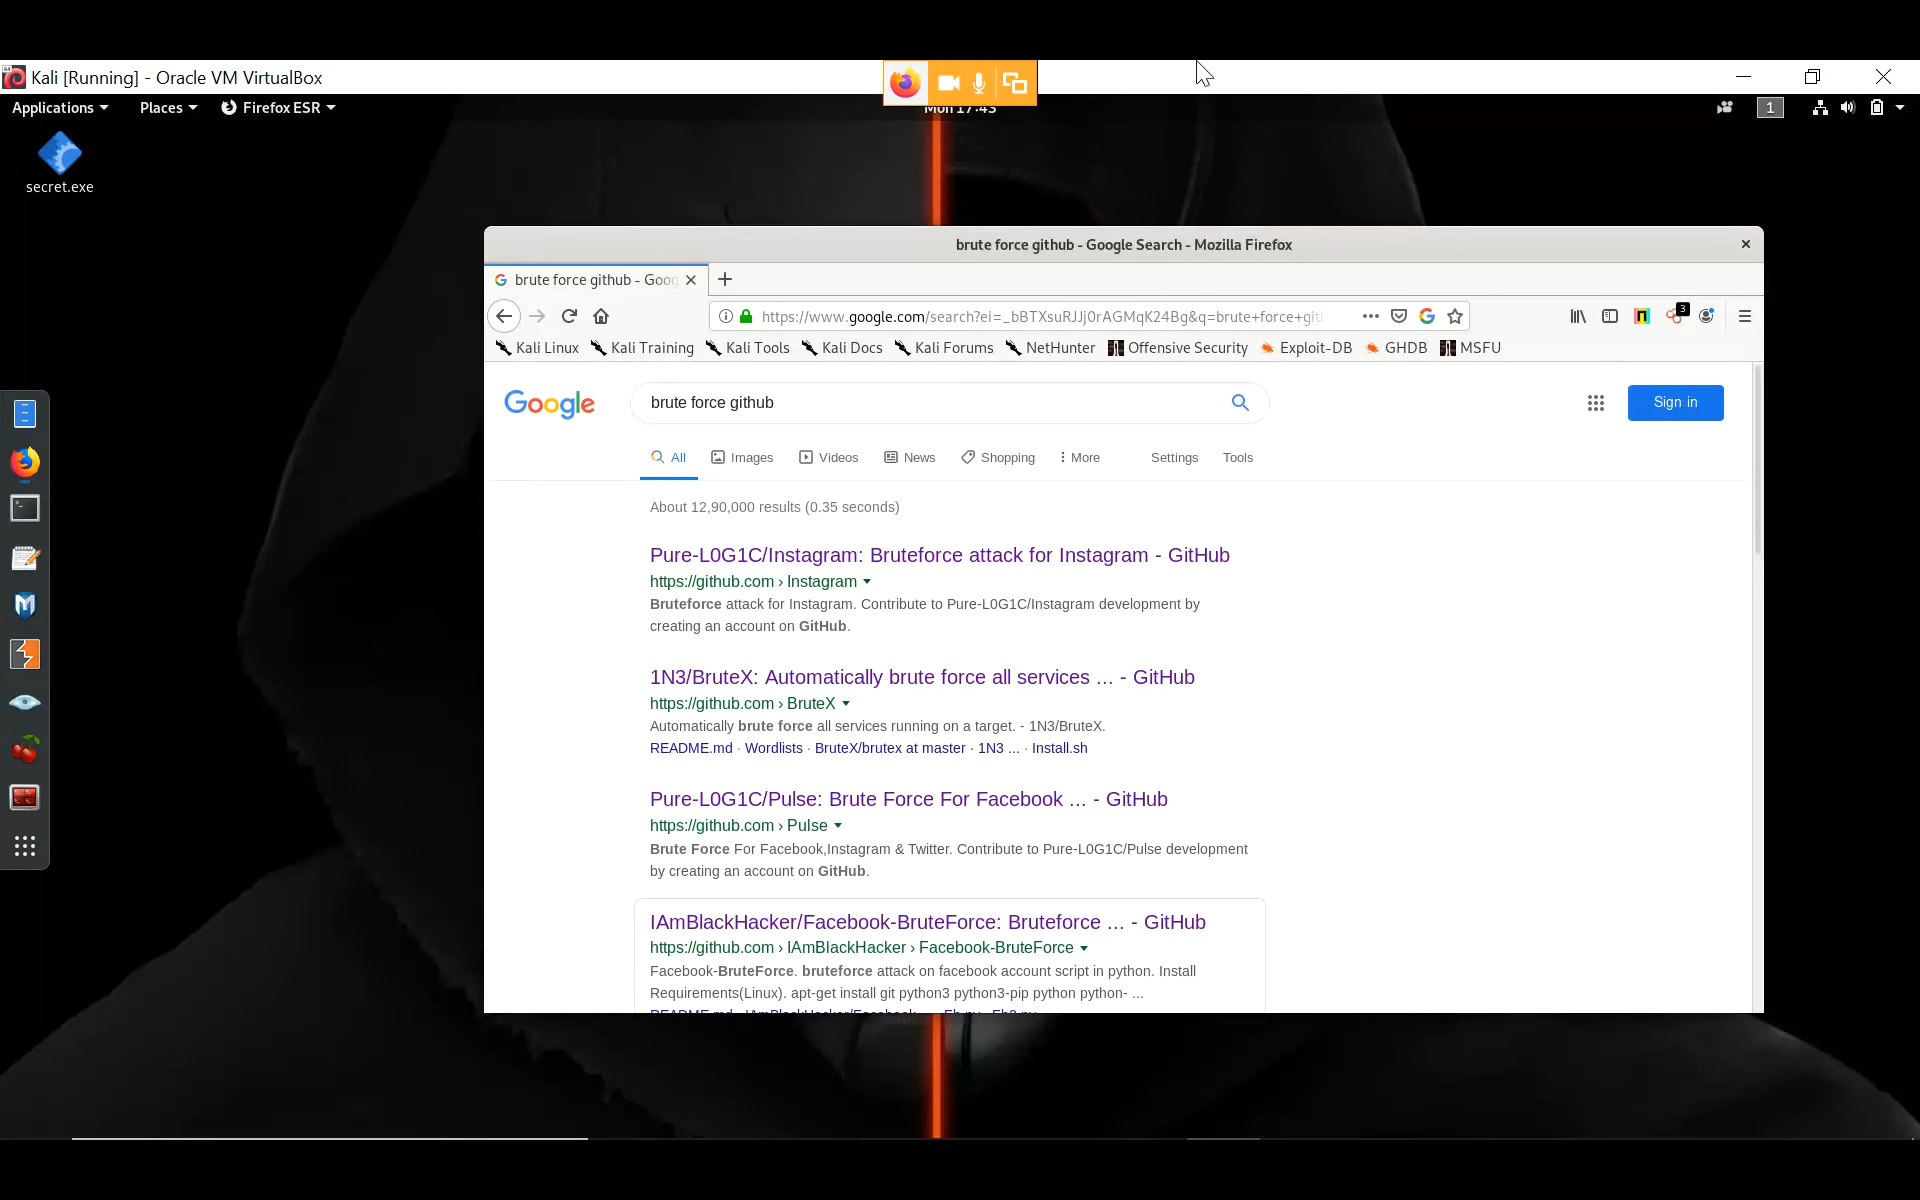 Kali [Running] - Oracle VM VirtualBox
Applications Places Firefox ESR Mon 17:43 1
secret.exe
brute force github - Google Search - Mozilla Firefox
brute force github - Goog
https://www.google.com/search?ei=_bBTXsuRJJj0rAGMqK24Bg&q=brute+force+git 3
Kali Linux Kali Training Kali Tools Kali Docs Kali Forums NetHunter Offensive Security Exploit-DB GHDB MSFU
Google brute force github Sign in
All Images Videos News Shopping More Settings Tools
About 12,90,000 results (0.35 seconds)
Pure-L0G1C/Instagram: Bruteforce attack for Instagram - GitHub
https://github.com › Instagram
Bruteforce attack for Instagram. Contribute to Pure-L0G1C/Instagram development by
creating an account on GitHub.
1N3/BruteX: Automatically brute force all services ... - GitHub
https://github.com › BruteX
Automatically brute force all services running on a target. - 1N3/BruteX.
README.md · Wordlists · BruteX/brutex at master · 1N3 ... · Install.sh
Pure-L0G1C/Pulse: Brute Force For Facebook ... - GitHub
https://github.com › Pulse
Brute Force For Facebook,Instagram & Twitter. Contribute to Pure-L0G1C/Pulse development
by creating an account on GitHub.
IAmBlackHacker/Facebook-BruteForce: Bruteforce ... - GitHub
https://github.com › IAmBlackHacker › Facebook-BruteForce
Facebook-BruteForce. bruteforce attack on facebook account script in python. Install
Requirements(Linux). apt-get install git python3 python3-pip python python- ...